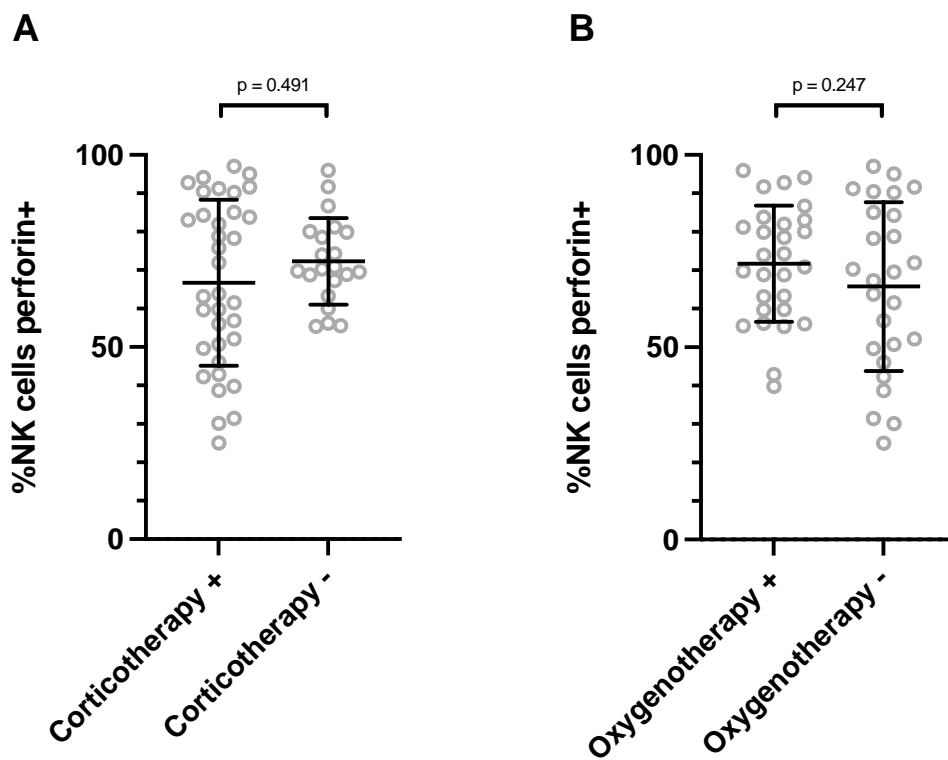 A
p = 0.491
%NK cells perforin+
100
50
0
Corticotherapy +
Corticotherapy -
B
p = 0.247
%NK cells perforin+
100
50
0
Oxygenotherapy +
Oxygenotherapy -